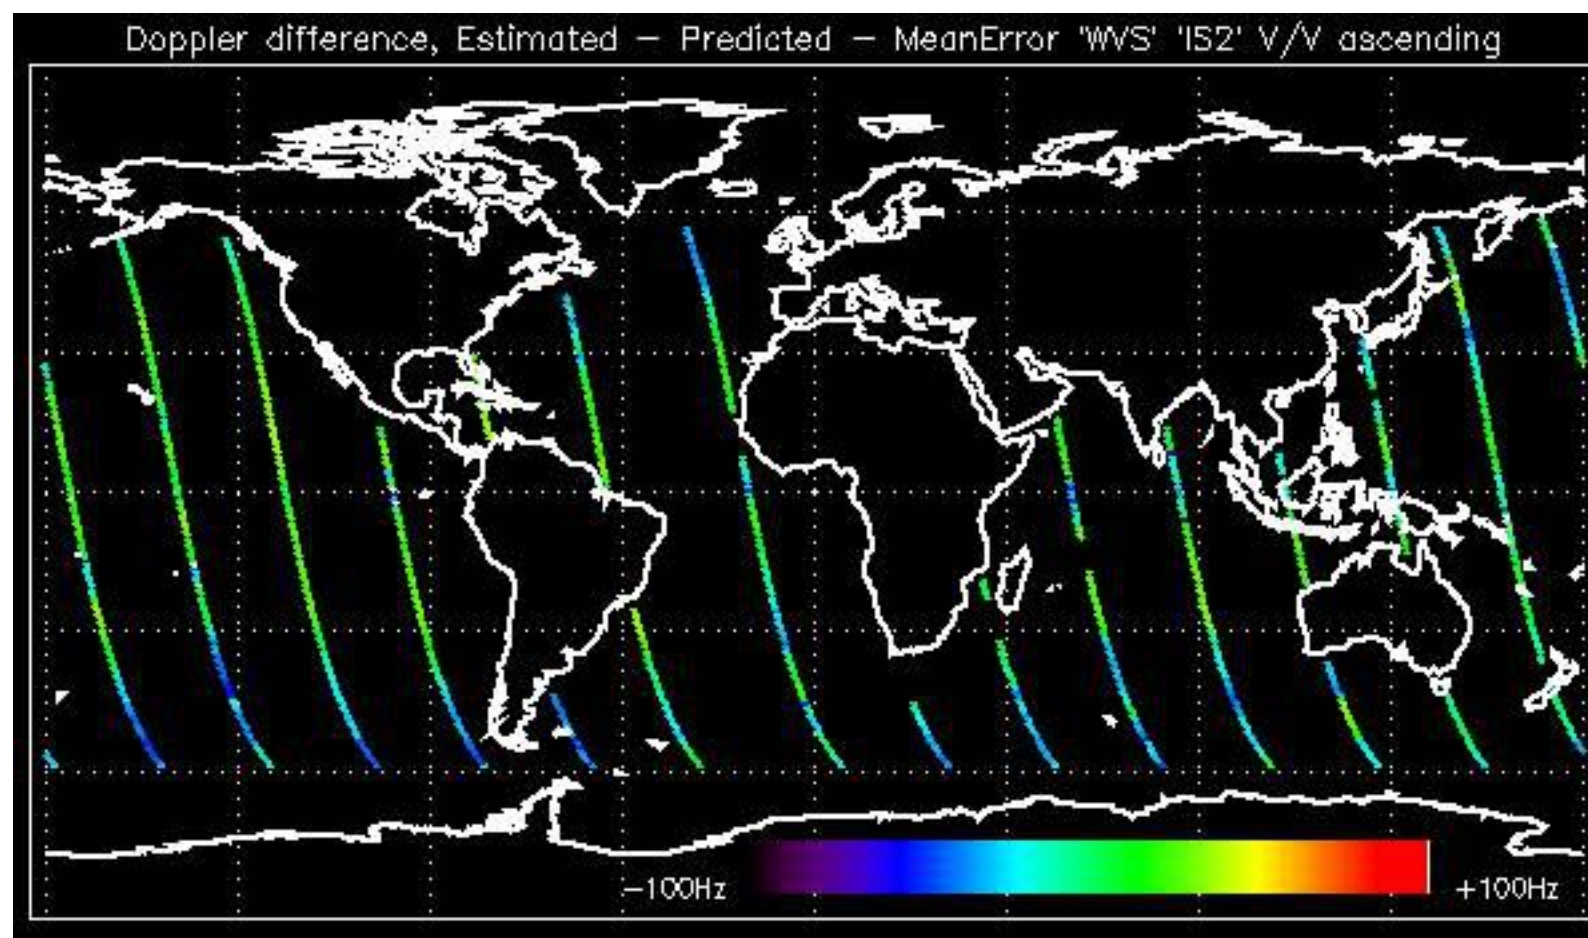 Doppler difference, Estimated – Predicted – MeanError 'WVS' 'IS2' V/V ascending
–100Hz +100Hz